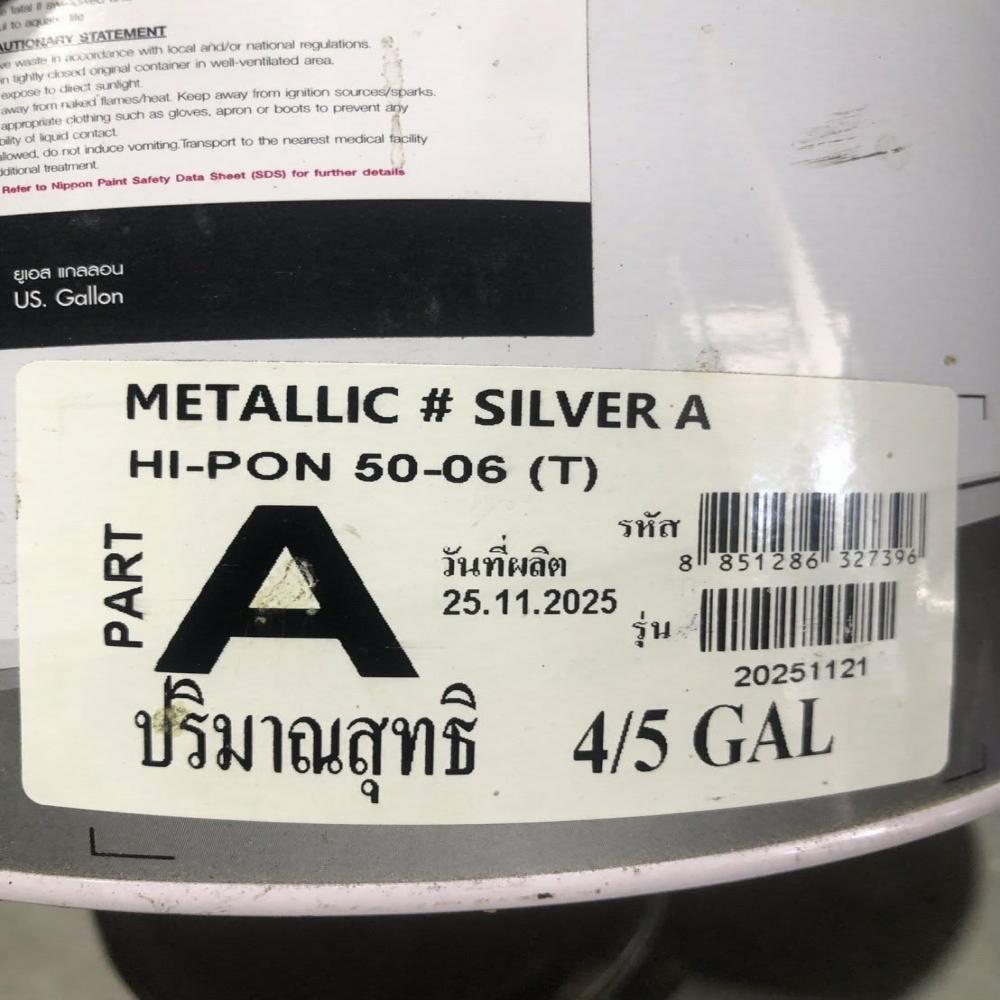 life
AUTIONARY STATEMENT
waste in accordance with local and/or national regulations.
in tightly closed original container in well-ventilated area.
expose to direct sunlight.
away from naked flames/heat. Keep away from ignition sources/sparks.
appropriate clothing such as gloves, apron or boots to prevent any
bility of liquid contact.
allowed, do not induce vomiting.Transport to the nearest medical facility
dditional treatment.
Refer to Nippon Paint Safety Data Sheet (SDS) for further details
ยูเอส แกลลอน
US. Gallon
METALLIC # SILVER A
HI-PON 50-06 (T)
PART
A
วันที่ผลิต
25.11.2025
รหัส
8 851286 327396
รุ่น
20251121
ปริมาณสุทธิ 4/5 GAL